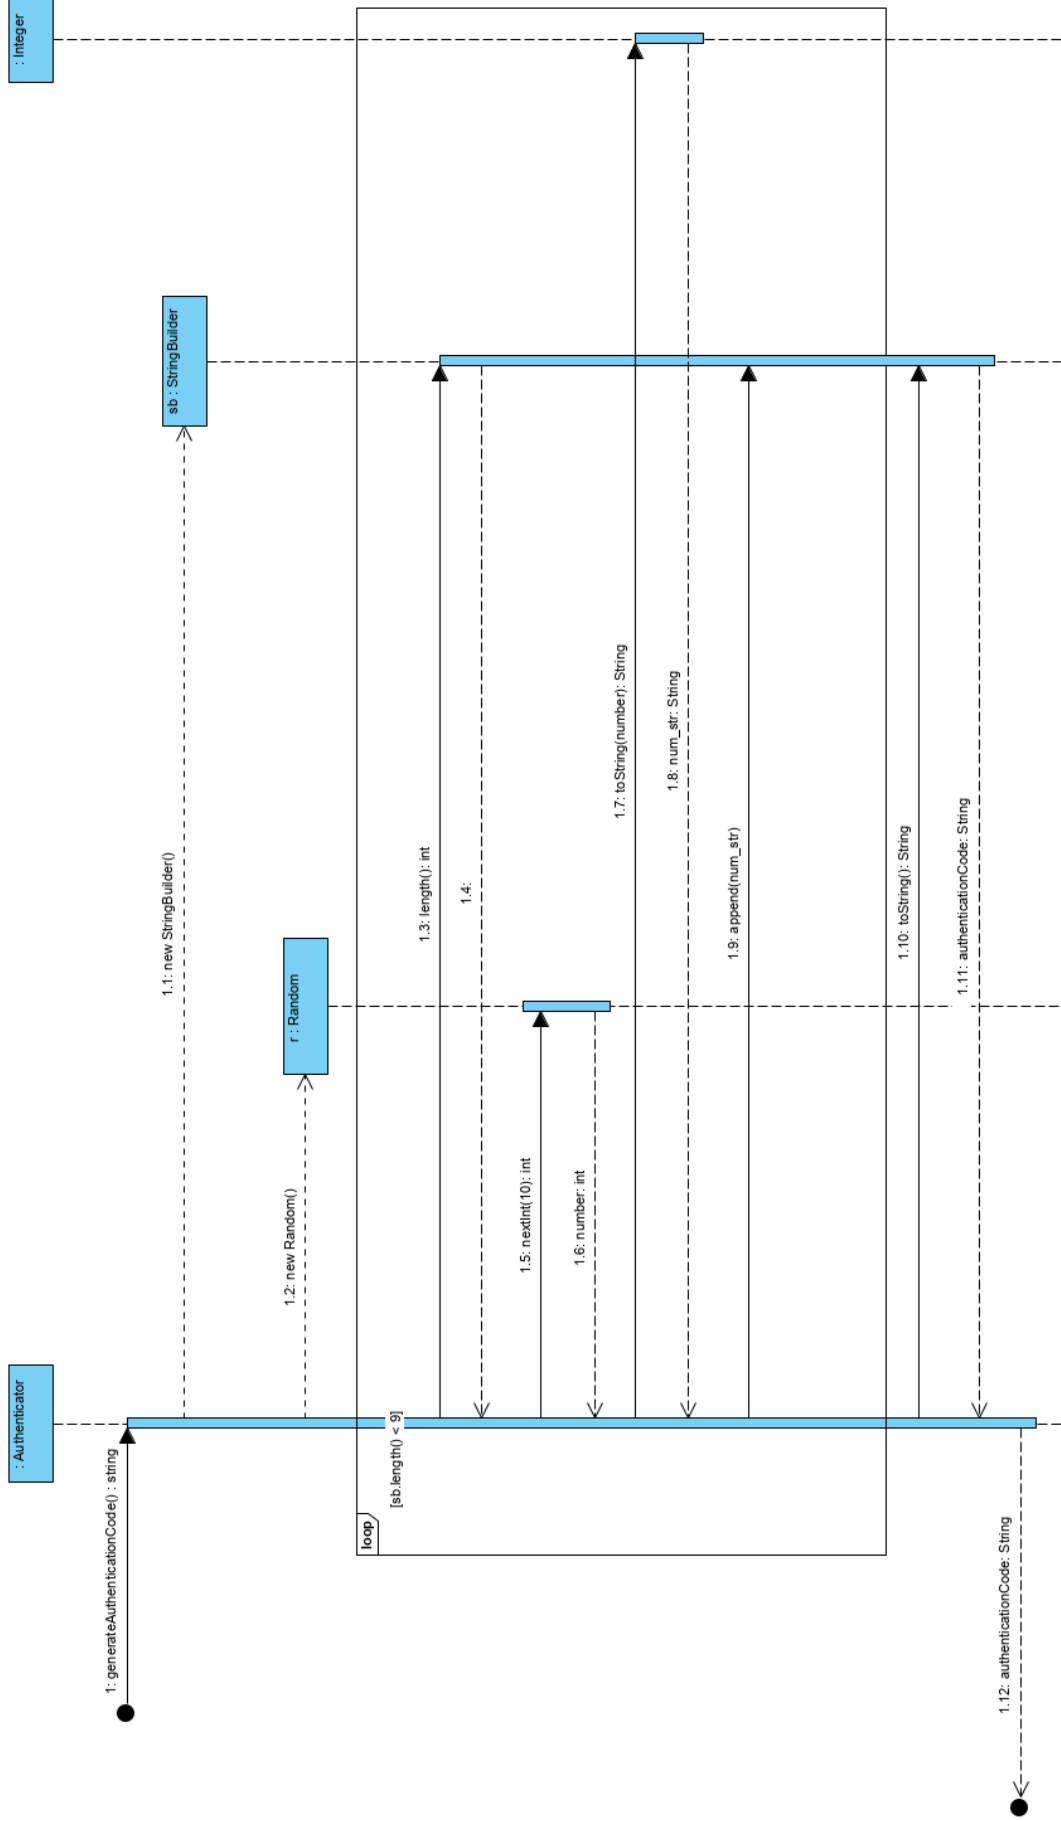 : Authenticator
r : Random
sb : StringBuilder
: Integer
1: generateAuthenticationCode() : string
1.1: new StringBuilder()
1.2: new Random()
loop
[sb.length() < 9]
1.3: length(): int
1.4:
1.5: nextInt(10): int
1.6: number: int
1.7: toString(number): String
1.8: num_str: String
1.9: append(num_str)
1.10: toString(): String
1.11: authenticationCode: String
1.12: authenticationCode: String